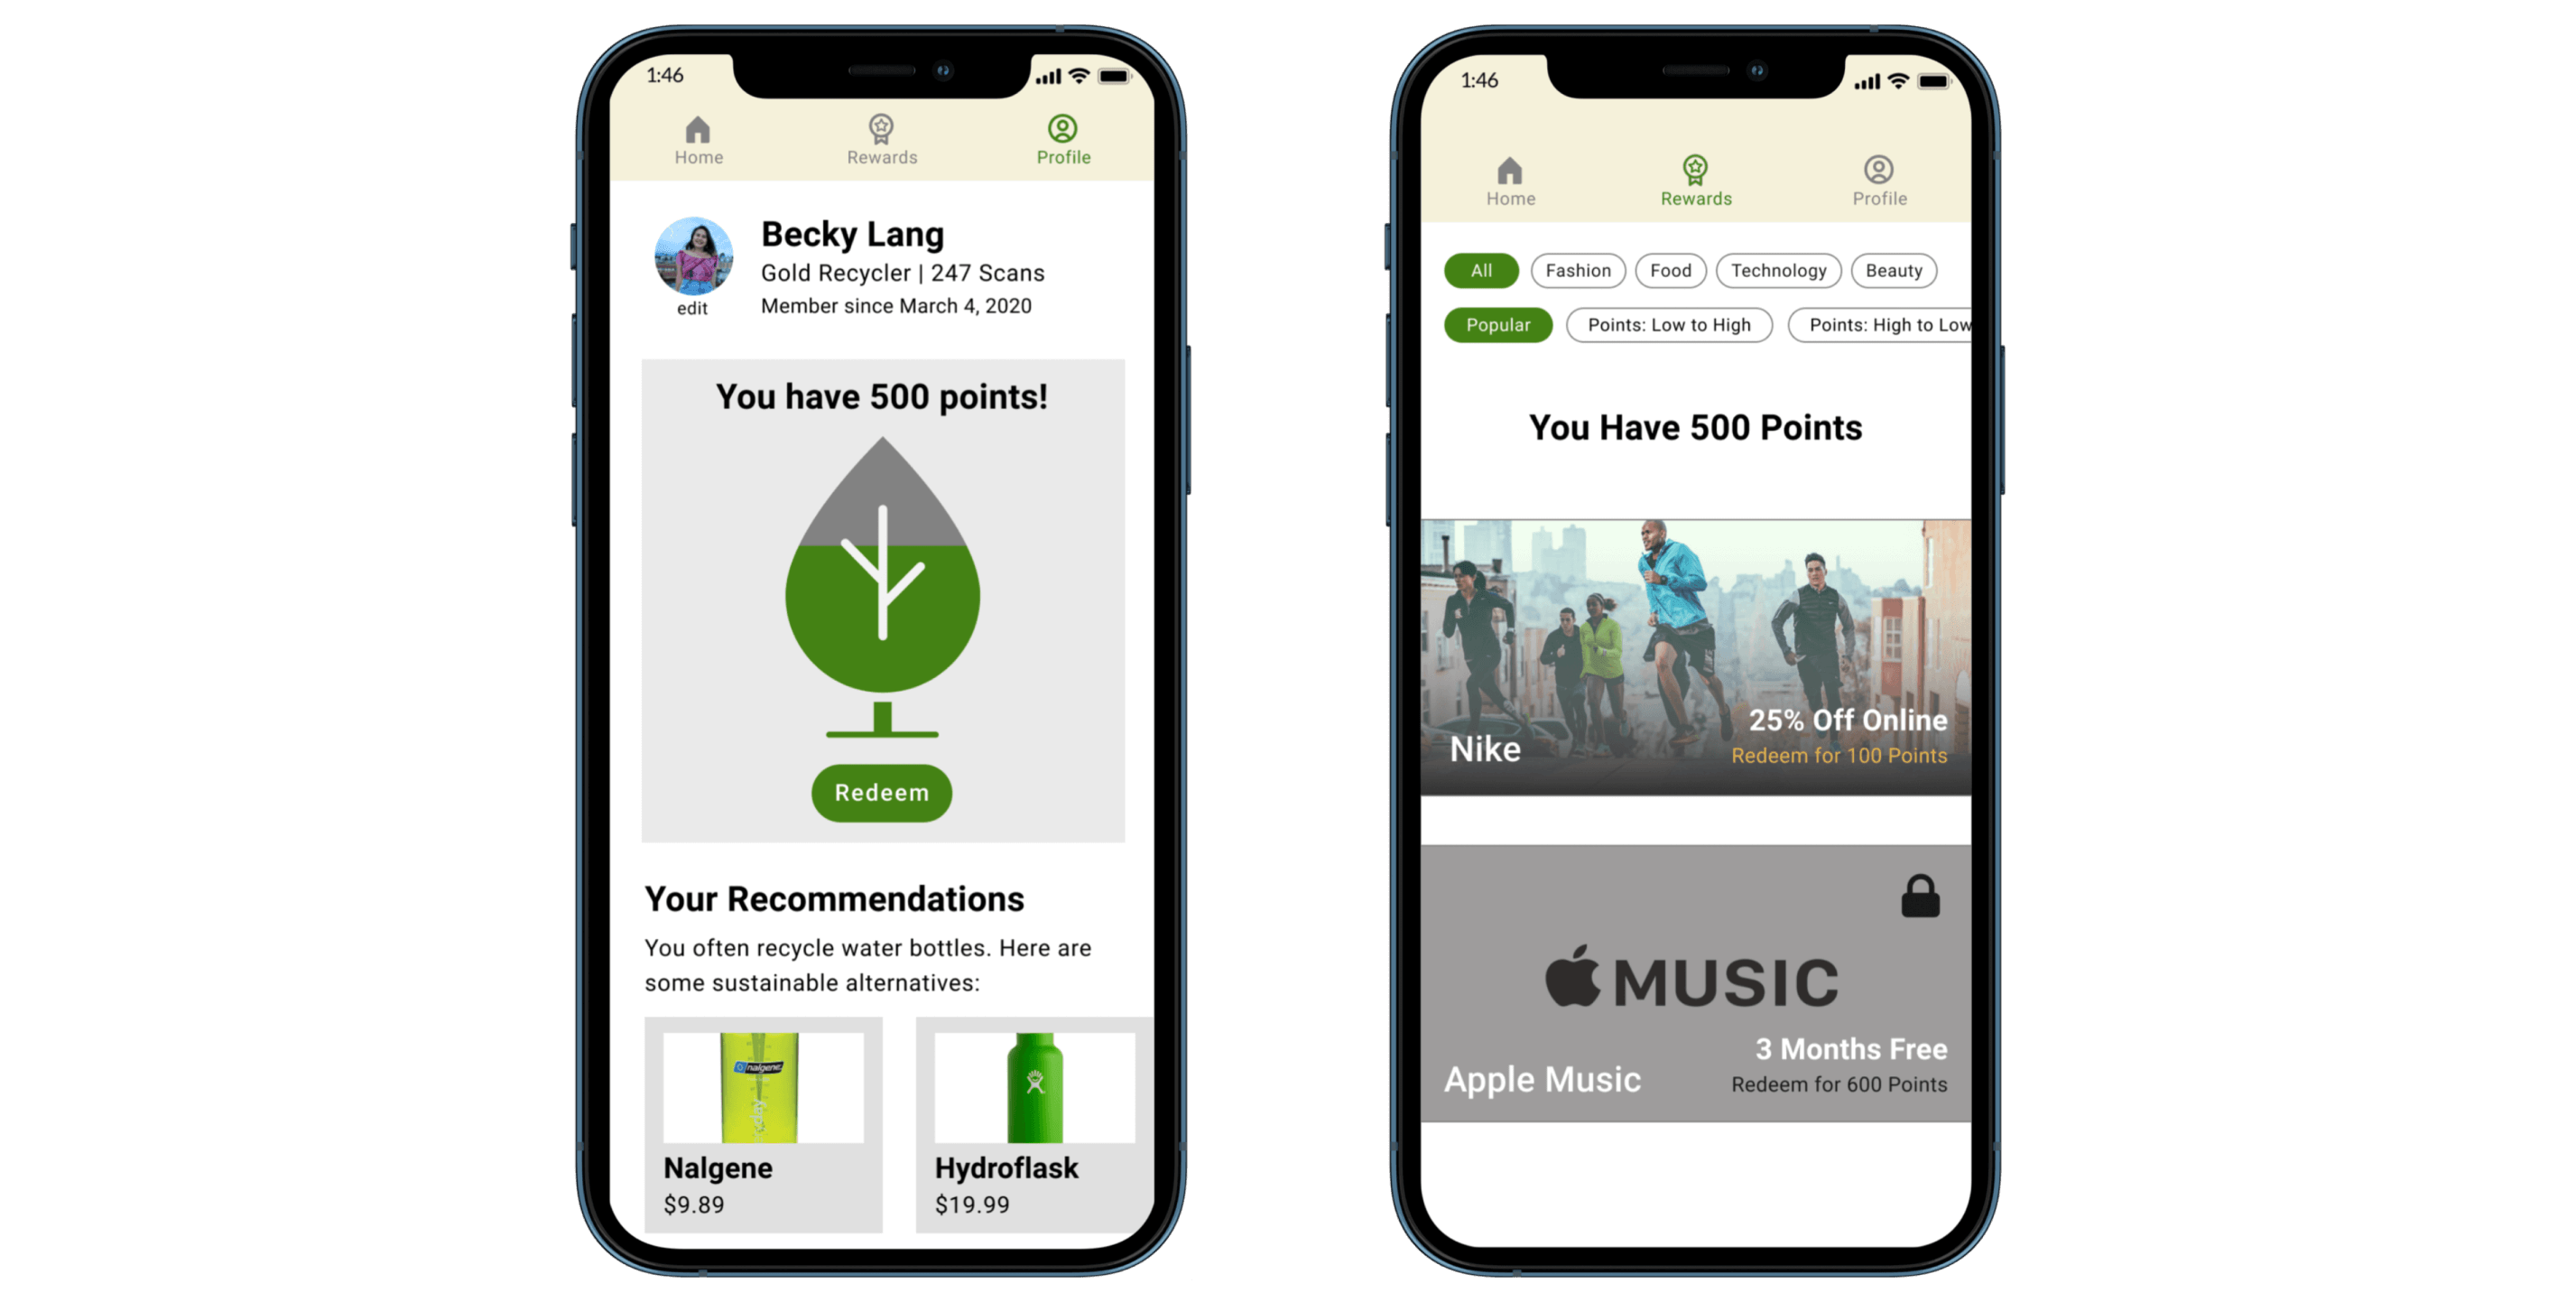 1:46
Home
Rewards
Profile
Becky Lang
Gold Recycler | 247 Scans
Member since March 4, 2020
edit
You have 500 points!
Redeem
Your Recommendations
You often recycle water bottles. Here are
some sustainable alternatives:
nalgene
Nalgene
$9.89
Hydroflask
$19.99
1:46
Home
Rewards
Profile
All
Fashion
Food
Technology
Beauty
Popular
Points: Low to High
Points: High to Low
You Have 500 Points
Nike
25% Off Online
Redeem for 100 Points
MUSIC
Apple Music
3 Months Free
Redeem for 600 Points